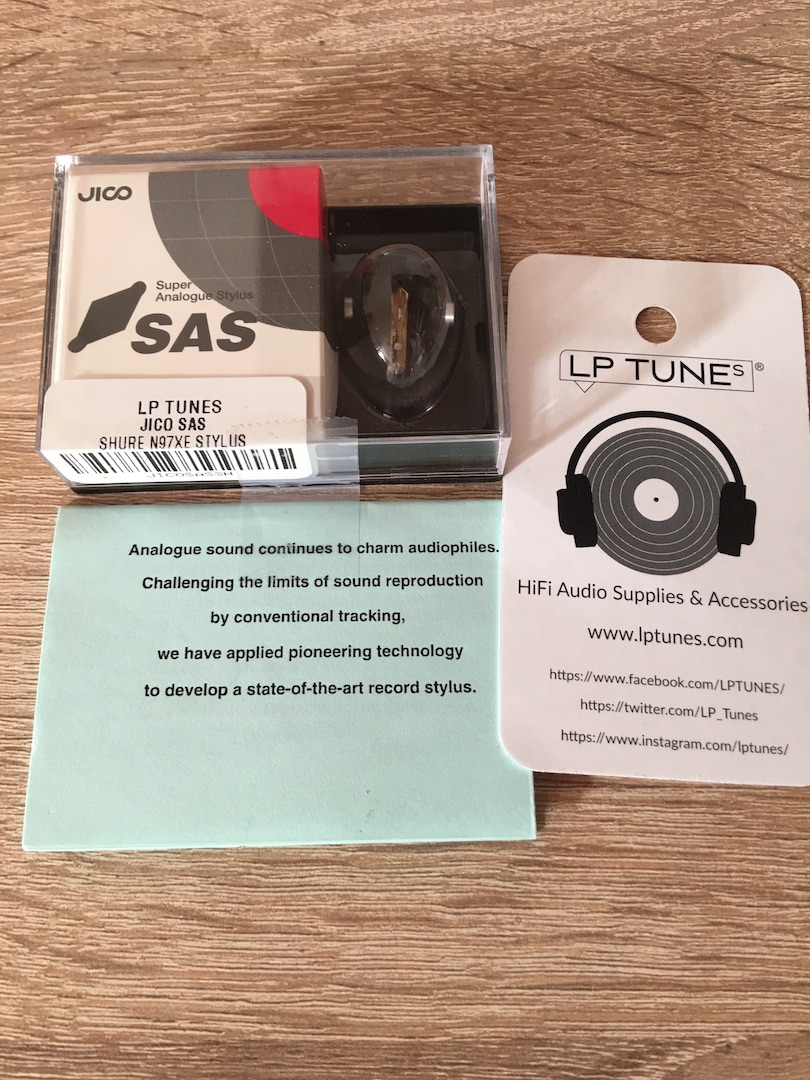 JICO
Super
Analogue Stylus
SAS
LP TUNES
JICO SAS
SHURE N97XE STYLUS
Analogue sound continues to charm audiophiles.
Challenging the limits of sound reproduction
by conventional tracking,
we have applied pioneering technology
to develop a state-of-the-art record stylus.
LP TUNES®
HiFi Audio Supplies & Accessories
www.lptunes.com
https://www.facebook.com/LPTUNES/
https://twitter.com/LP_Tunes
https://www.instagram.com/lptunes/